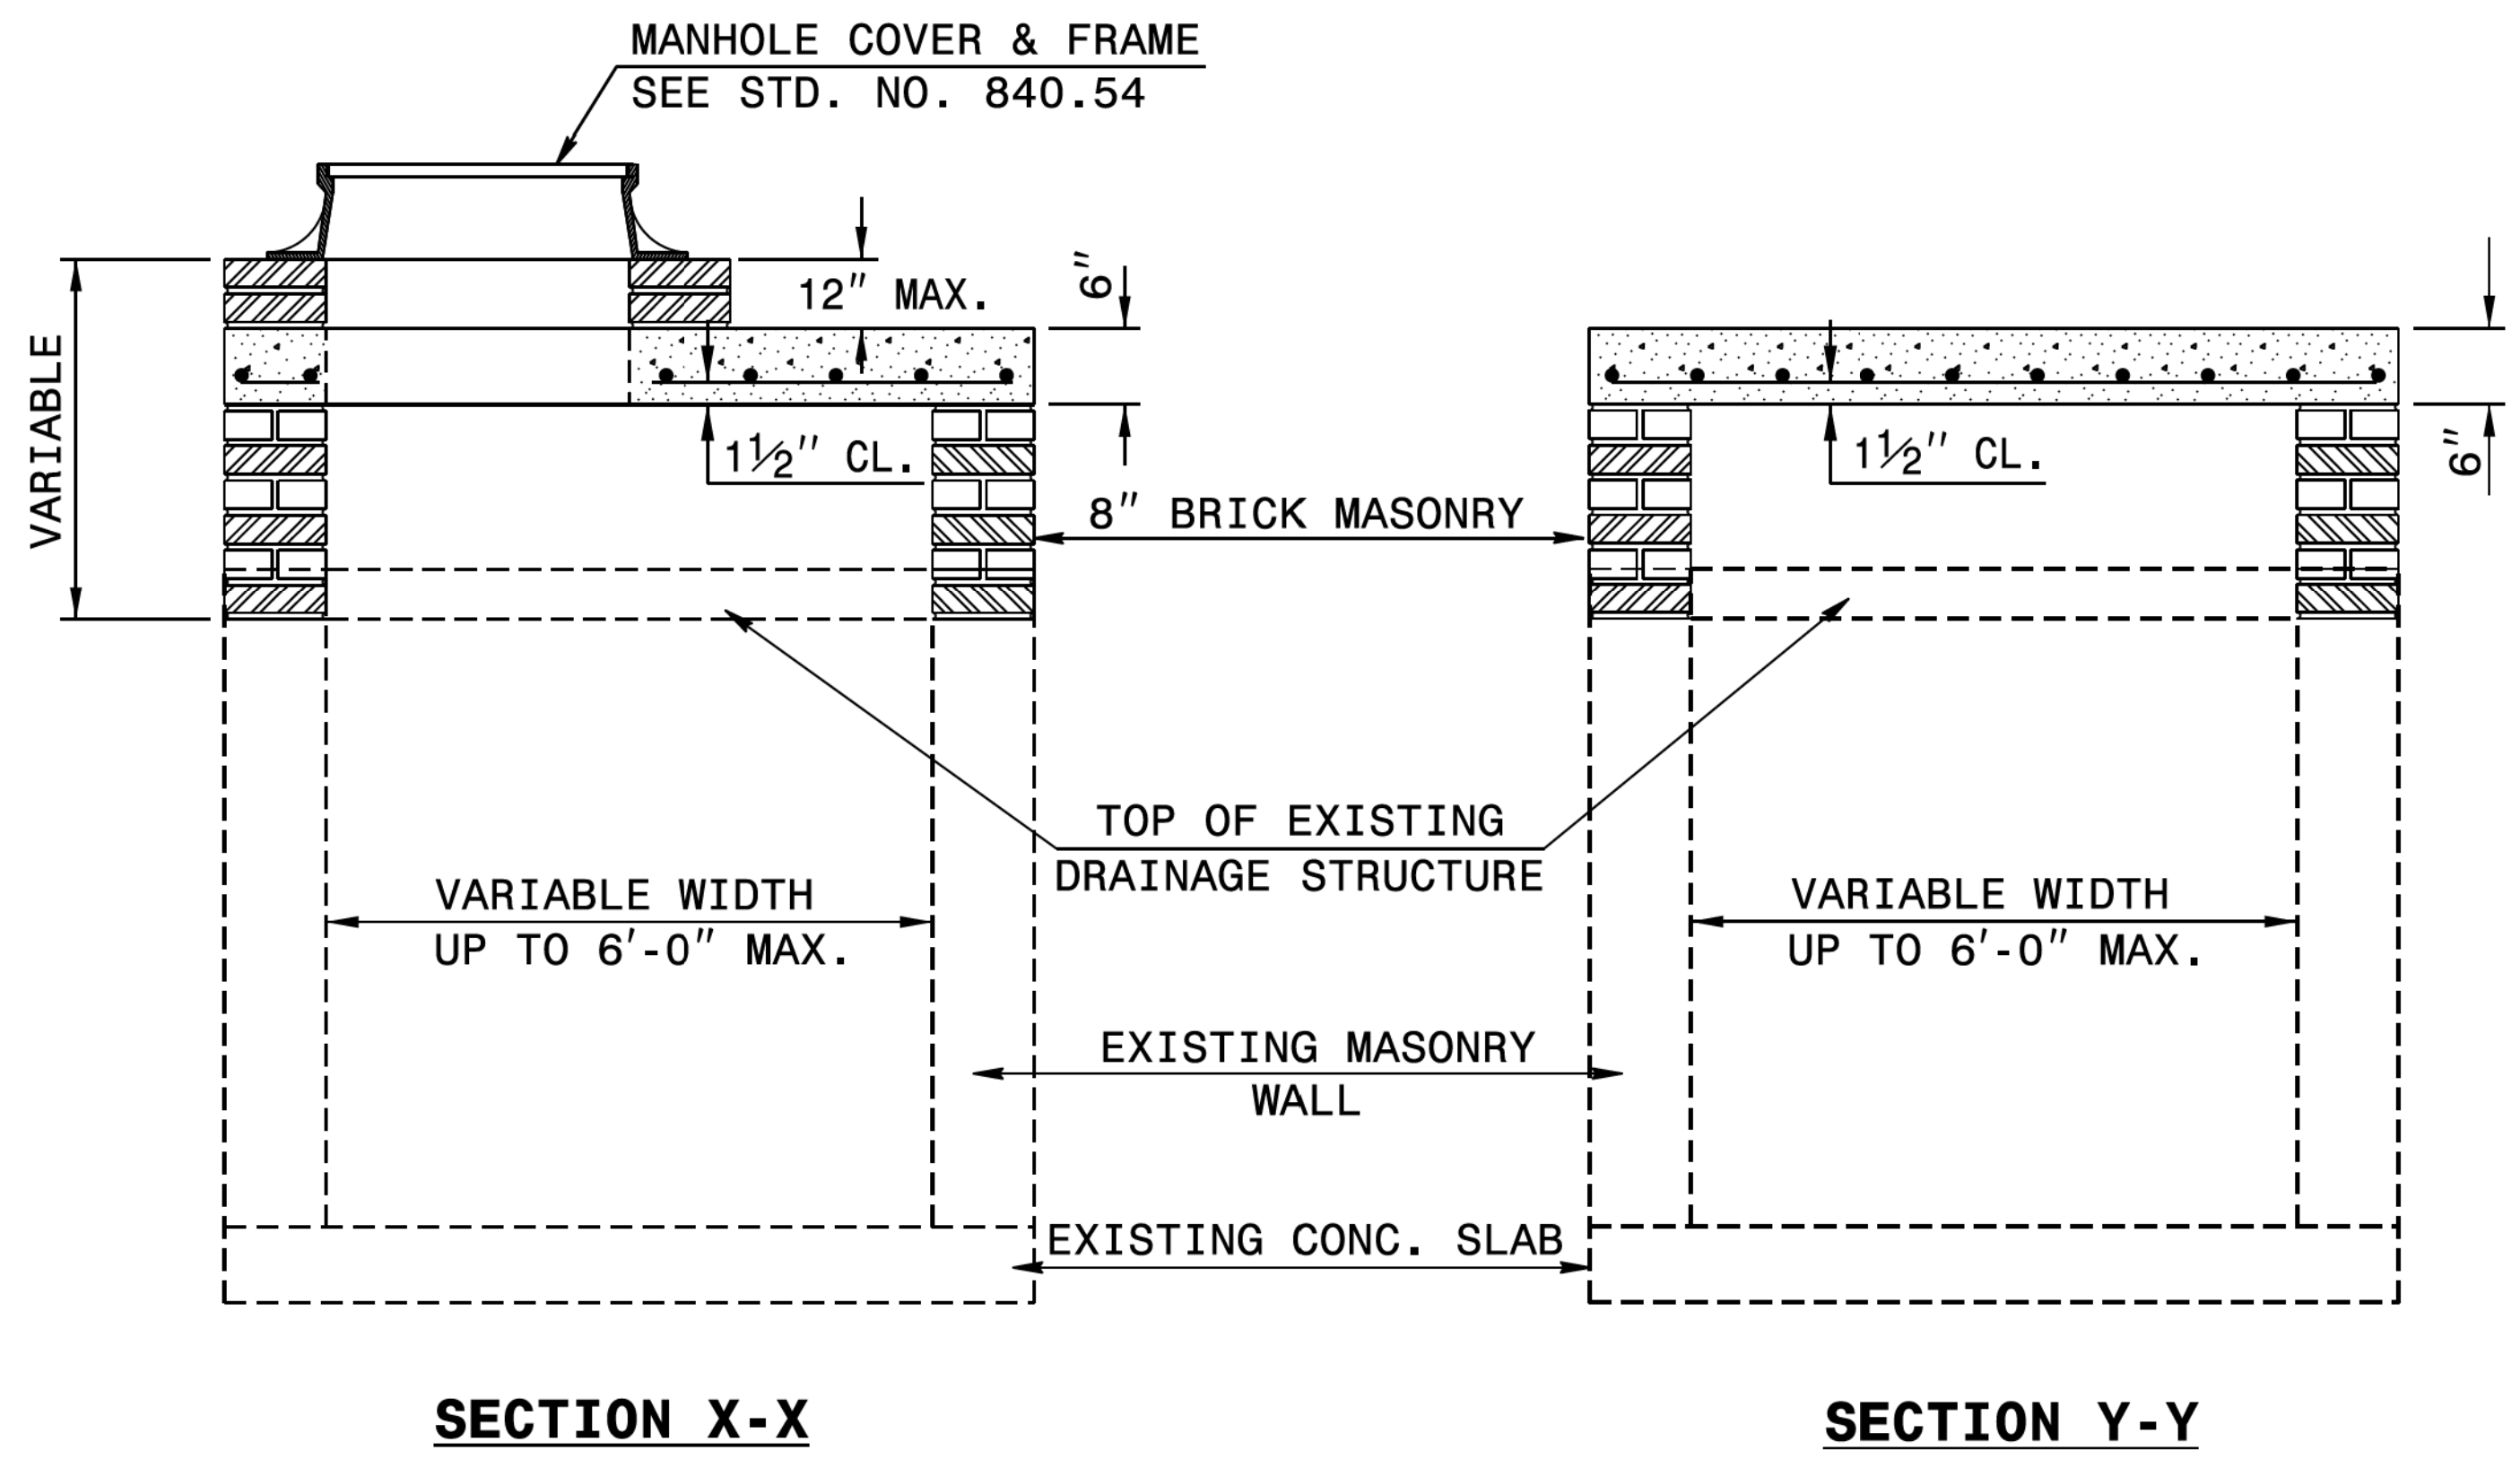 MANHOLE COVER & FRAME
SEE STD. NO. 840.54
12" MAX.
6"
VARIABLE
1½" CL.
8" BRICK MASONRY
1½" CL.
6"
TOP OF EXISTING
DRAINAGE STRUCTURE
VARIABLE WIDTH
UP TO 6'-0" MAX.
VARIABLE WIDTH
UP TO 6'-0" MAX.
EXISTING MASONRY
WALL
EXISTING CONC. SLAB
SECTION X-X
SECTION Y-Y